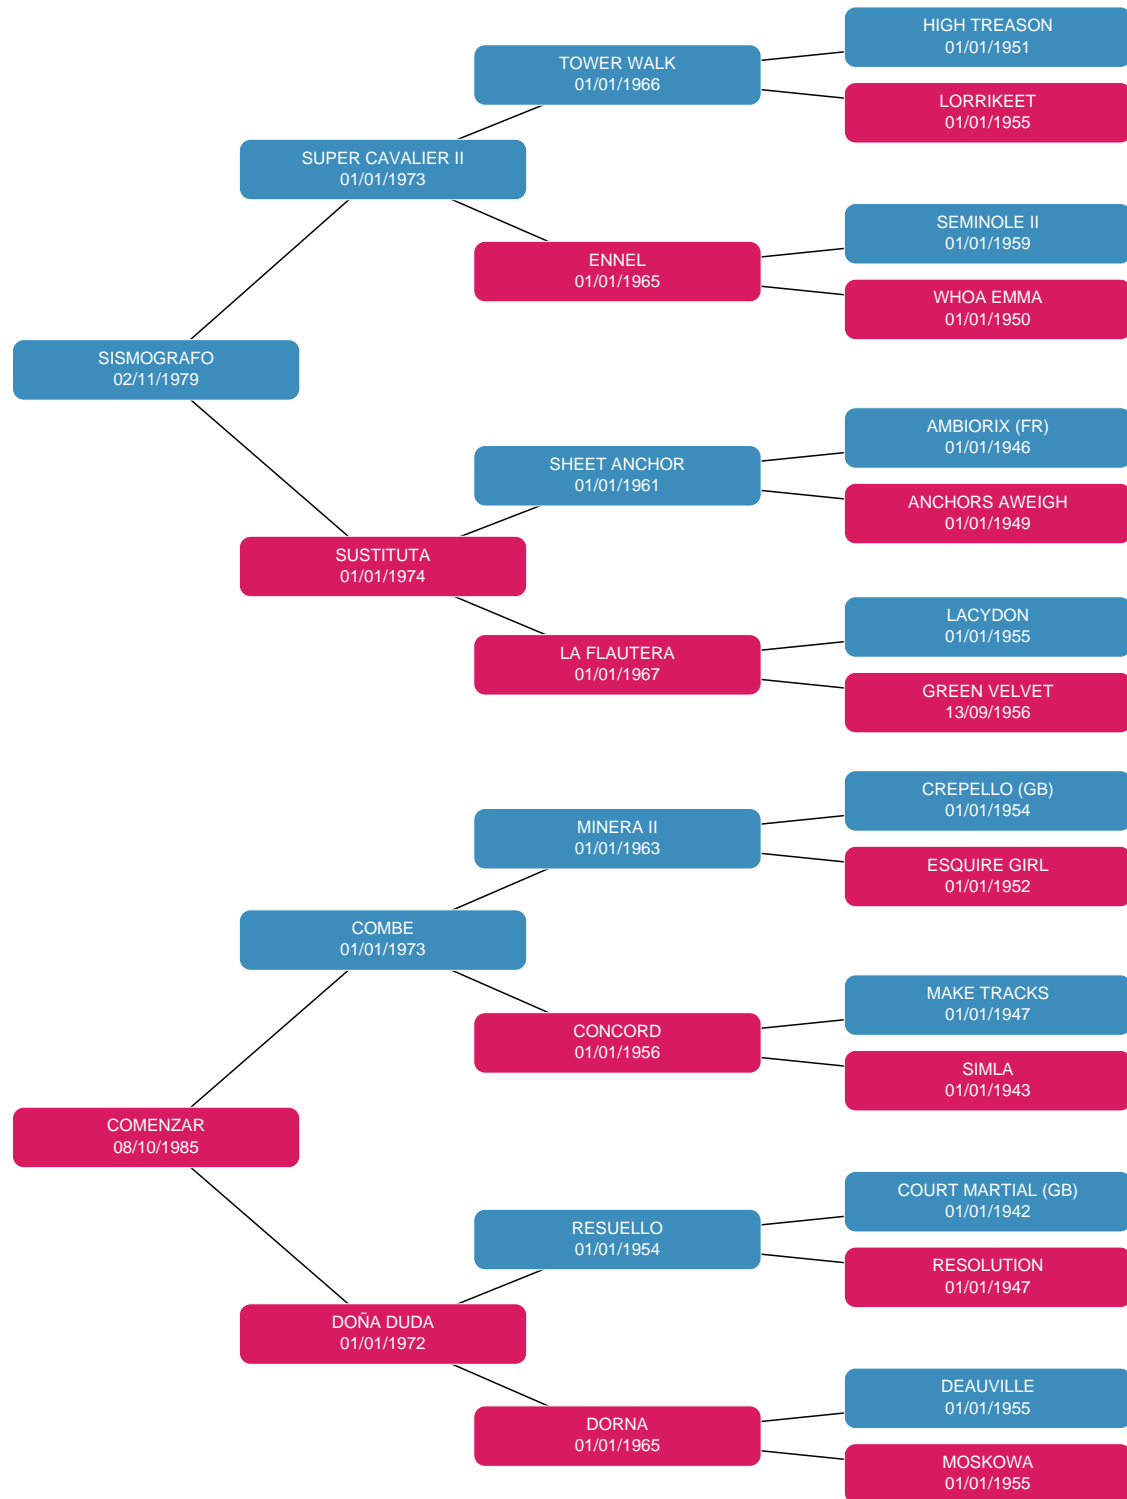 HIGH TREASON
01/01/1951
TOWER WALK
01/01/1966
LORRIKEET
01/01/1955
SUPER CAVALIER II
01/01/1973
SEMINOLE II
01/01/1959
ENNEL
01/01/1965
WHOA EMMA
01/01/1950
SISMOGRAFO
02/11/1979
AMBIORIX (FR)
01/01/1946
SHEET ANCHOR
01/01/1961
ANCHORS AWEIGH
01/01/1949
SUSTITUTA
01/01/1974
LACYDON
01/01/1955
LA FLAUTERA
01/01/1967
GREEN VELVET
13/09/1956
CREPELLO (GB)
01/01/1954
MINERA II
01/01/1963
ESQUIRE GIRL
01/01/1952
COMBE
01/01/1973
MAKE TRACKS
01/01/1947
CONCORD
01/01/1956
SIMLA
01/01/1943
COMENZAR
08/10/1985
COURT MARTIAL (GB)
01/01/1942
RESUELLO
01/01/1954
RESOLUTION
01/01/1947
DOÑA DUDA
01/01/1972
DEAUVILLE
01/01/1955
DORNA
01/01/1965
MOSKOWA
01/01/1955